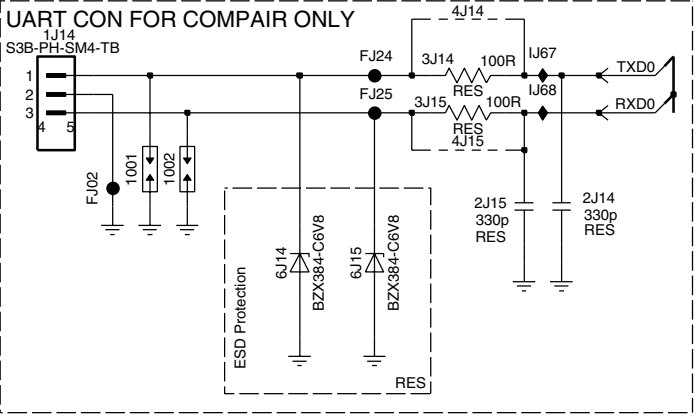 UART CON FOR COMPAIR ONLY
1J14
S3B-PH-SM4-TB
1
2
3
4 5
FJ02
1001
1002
FJ24
FJ25
4J14
3J14 100R
RES
3J15 100R
RES
4J15
IJ67
IJ68
TXD0
RXD0
2J15
330p
RES
2J14
330p
RES
ESD Protection
6J14
BZX384-C6V8
6J15
BZX384-C6V8
RES